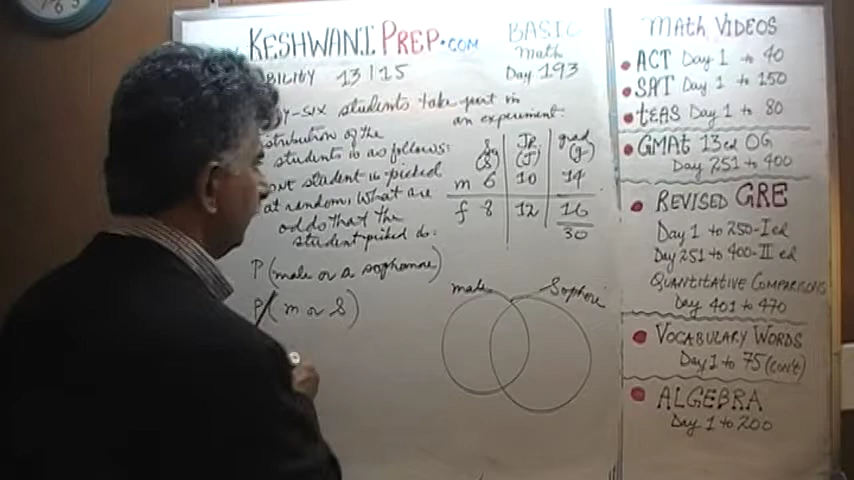 KESHWANI PREP.COM
BILITY 13/15
BASIC
Math
Day 193
Y-SIX students take part in
an experiment.
stribution of the
students is as follows:
student is picked
at random. What are
odds that the
student picked is:
So Jr grad
(S) (J) (g)
m 6 10 14
f 8 12 16
30
P(male or a sophomore)
P(m or S)
male Sophore
Math VIDEOS
ACT Day 1 to 40
SAT Day 1 to 150
tEAS Day 1 to 80
GMAt 13ed OG
Day 251 to 400
REVISED GRE
Day 1 to 250-I ed
Day 251 to 400-II ed
QUANTITATIVE COMPARISONS
Day 401 to 470
VOCABULARY WORDS
Day 1 to 75 (con't)
ALGEBRA
Day 1 to 200